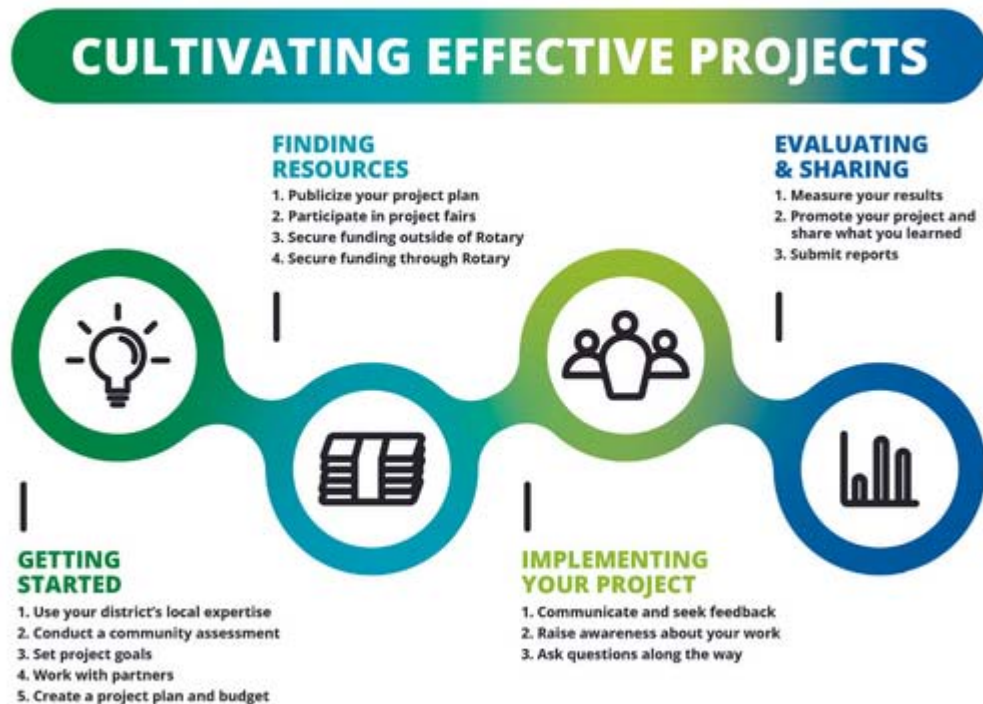 CULTIVATING EFFECTIVE PROJECTS
GETTING
STARTED
1. Use your district's local expertise
2. Conduct a community assessment
3. Set project goals
4. Work with partners
5. Create a project plan and budget
FINDING
RESOURCES
1. Publicize your project plan
2. Participate in project fairs
3. Secure funding outside of Rotary
4. Secure funding through Rotary
IMPLEMENTING
YOUR PROJECT
1. Communicate and seek feedback
2. Raise awareness about your work
3. Ask questions along the way
EVALUATING
& SHARING
1. Measure your results
2. Promote your project and
share what you learned
3. Submit reports